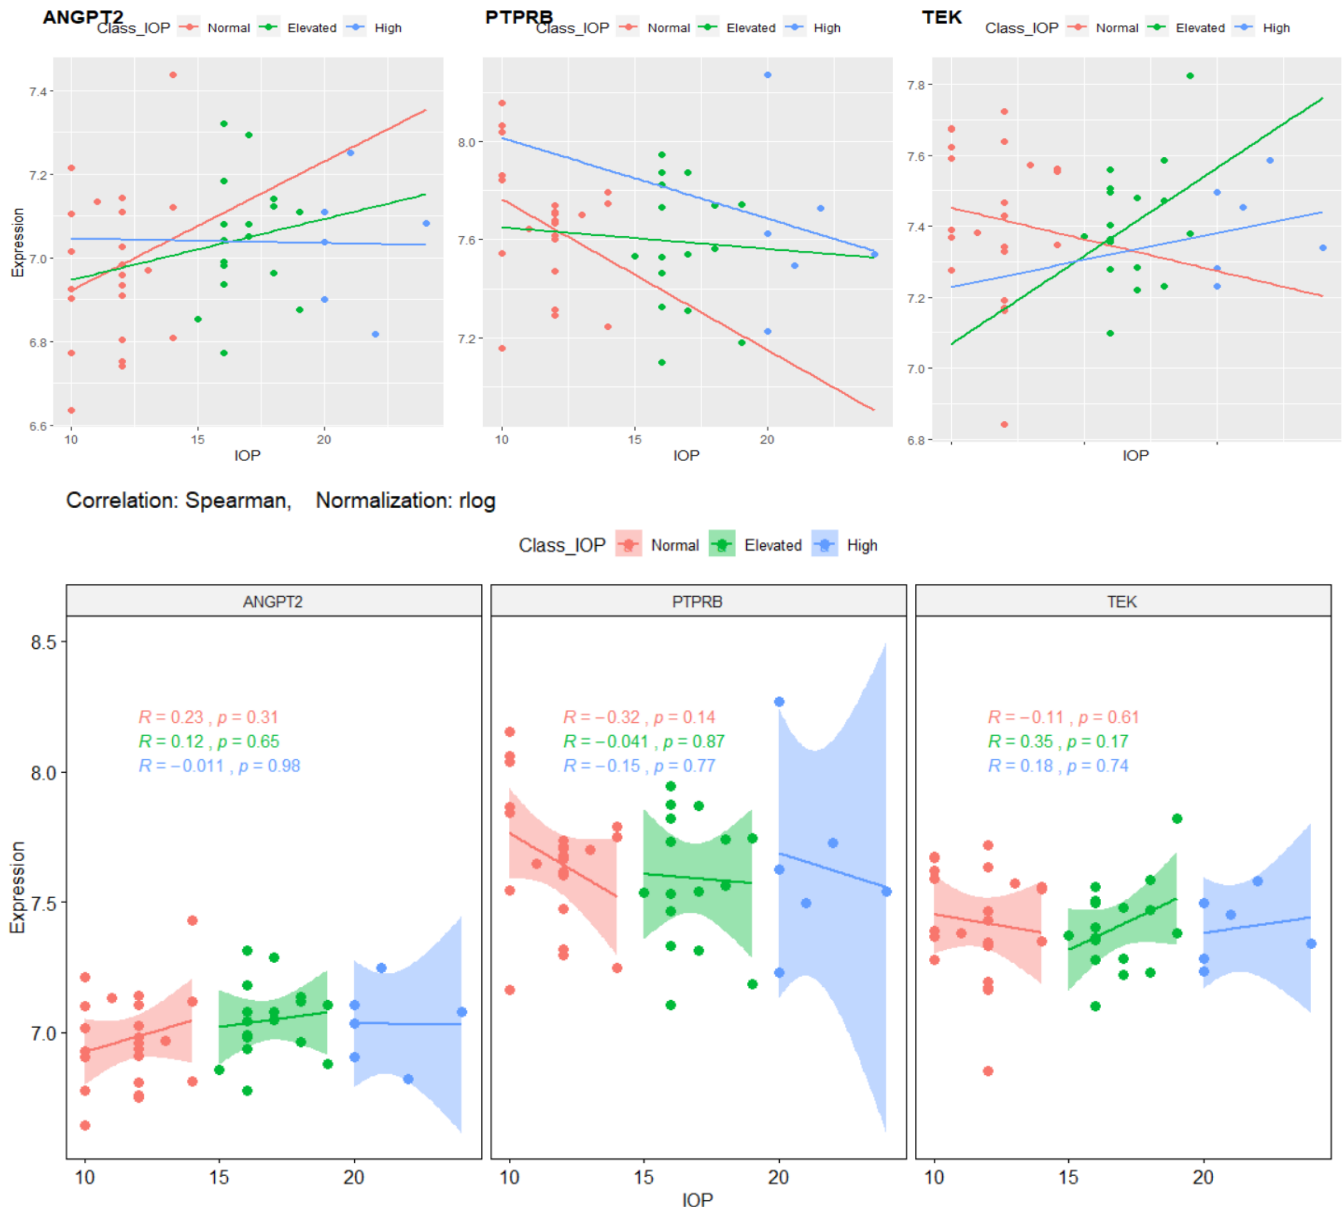 ANGPT2
Class_IOP Normal Elevated High
PTPRB
Class_IOP Normal Elevated High
TEK
Class_IOP Normal Elevated High
Expression
7.4
7.2
7.0
6.8
6.6
10 15 20
IOP
8.0
7.6
7.2
10 20
IOP
7.8
7.6
7.4
7.2
7.0
6.8
IOP
Correlation: Spearman, Normalization: rlog
Class_IOP Normal Elevated High
ANGPT2
PTPRB
TEK
Expression
8.5
8.0
7.5
7.0
R = 0.23 , p = 0.31
R = 0.12 , p = 0.65
R = −0.011 , p = 0.98
R = −0.32 , p = 0.14
R = −0.041 , p = 0.87
R = −0.15 , p = 0.77
R = −0.11 , p = 0.61
R = 0.35 , p = 0.17
R = 0.18 , p = 0.74
10 15 20
10 15 20
10 15 20
IOP